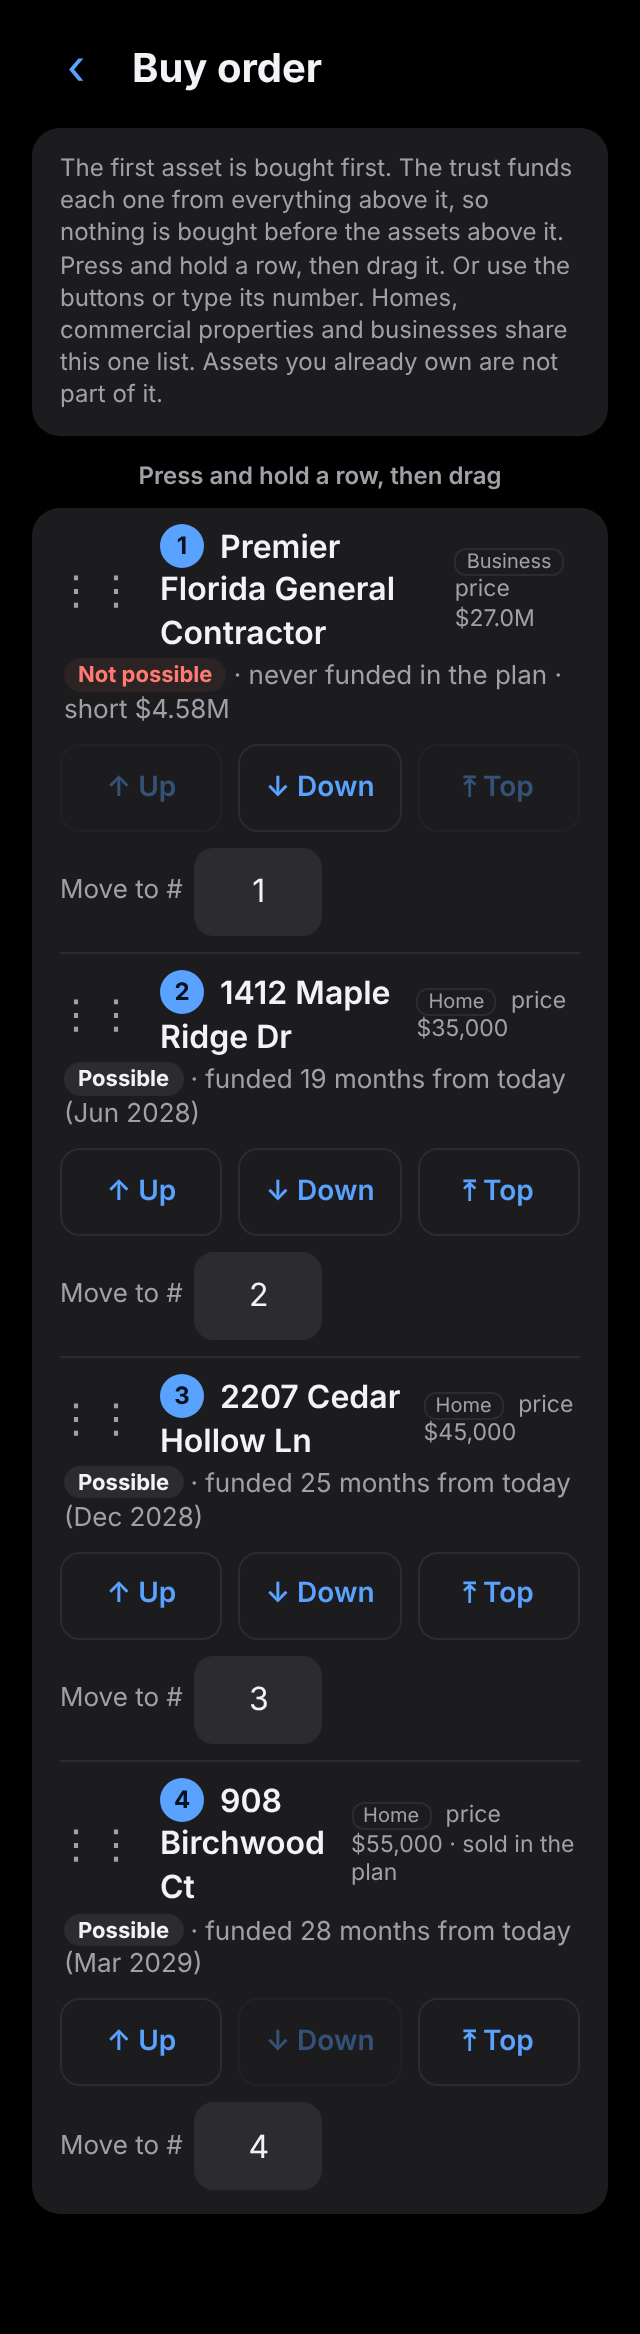 ‹ Buy order
The first asset is bought first. The trust funds
each one from everything above it, so
nothing is bought before the assets above it.
Press and hold a row, then drag it. Or use the
buttons or type its number. Homes,
commercial properties and businesses share
this one list. Assets you already own are not
part of it.
Press and hold a row, then drag
1 Premier
Florida General
Contractor
Business
price
$27.0M
Not possible · never funded in the plan ·
short $4.58M
↑ Up ↓ Down ⤒ Top
Move to # 1
2 1412 Maple
Ridge Dr
Home price
$35,000
Possible · funded 19 months from today
(Jun 2028)
↑ Up ↓ Down ⤒ Top
Move to # 2
3 2207 Cedar
Hollow Ln
Home price
$45,000
Possible · funded 25 months from today
(Dec 2028)
↑ Up ↓ Down ⤒ Top
Move to # 3
4 908
Birchwood
Ct
Home price
$55,000 · sold in the
plan
Possible · funded 28 months from today
(Mar 2029)
↑ Up ↓ Down ⤒ Top
Move to # 4